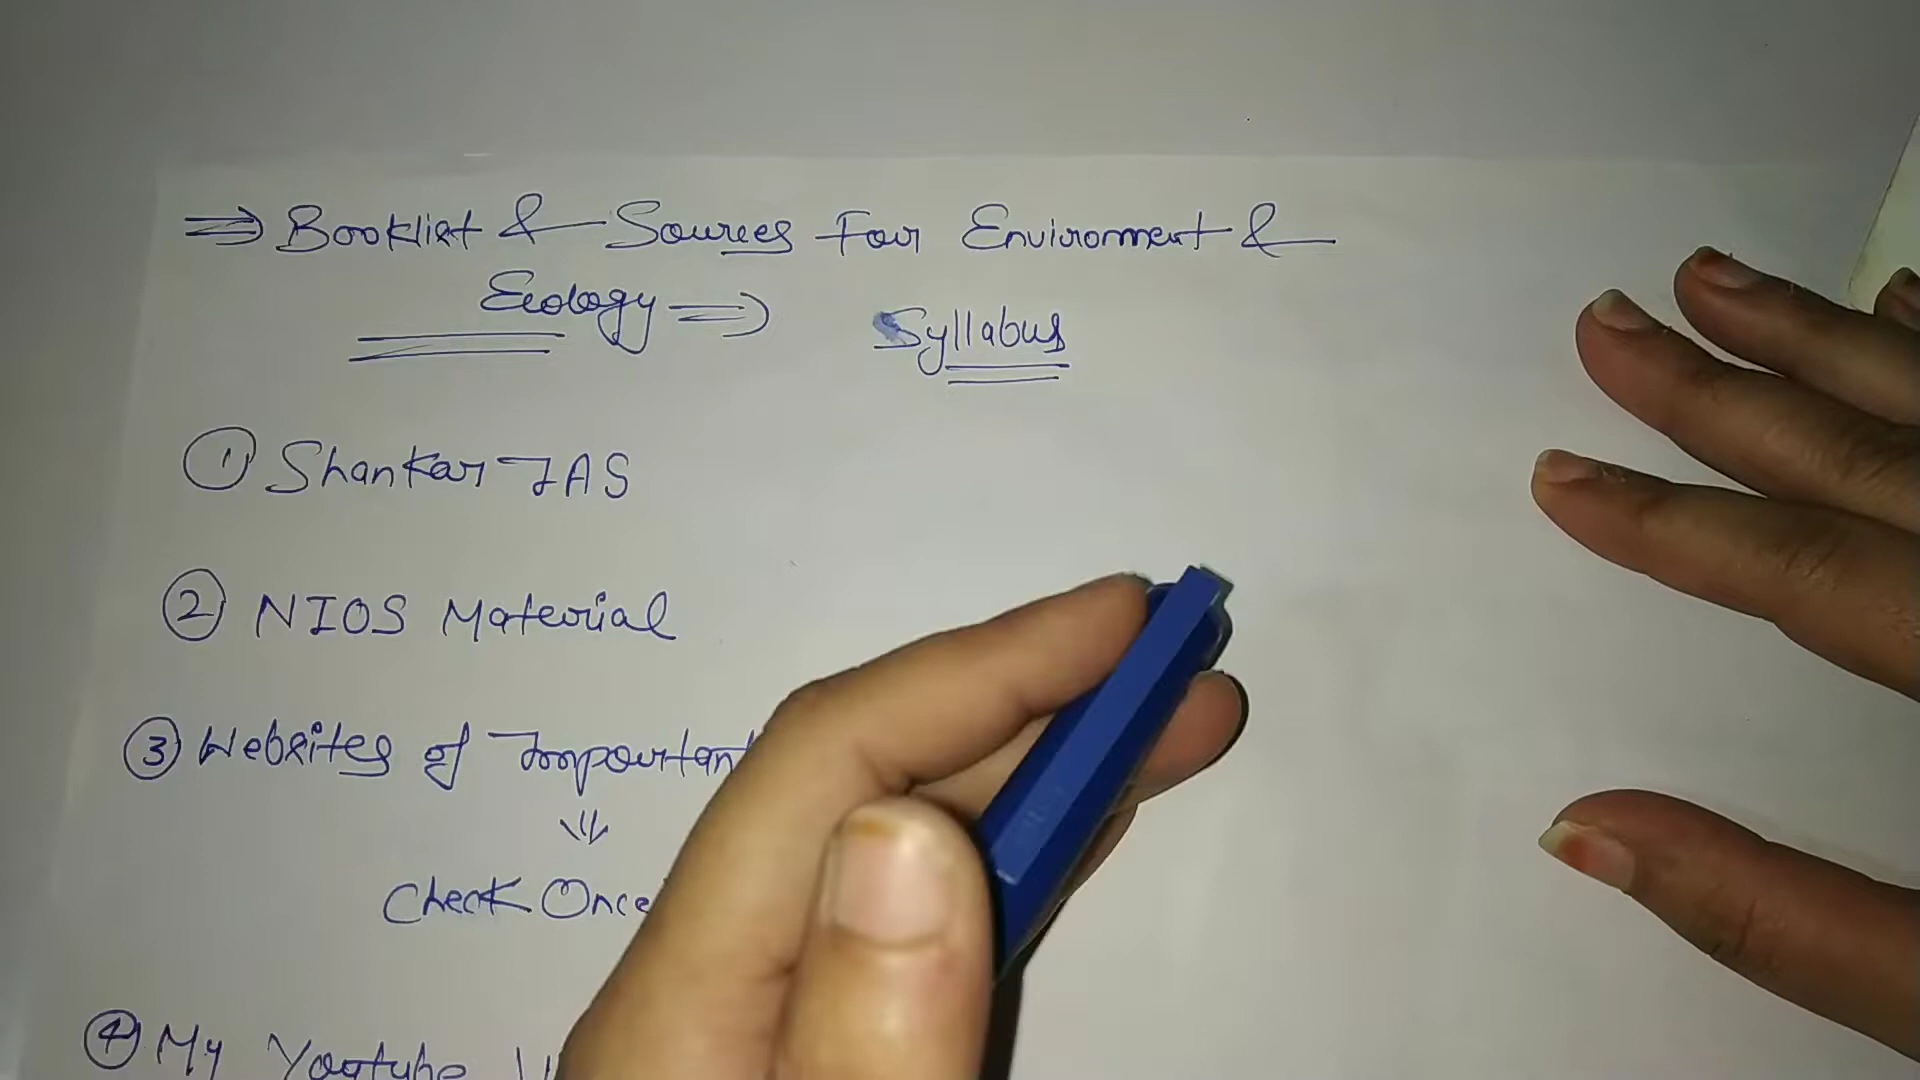 ⇒ Booklist & Sources For Enviroment &
Ecology ⇒ Syllabus
① Shankar IAS
② NIOS Material
③ Websites of Important
⇓
Check Once
④ My Youtube